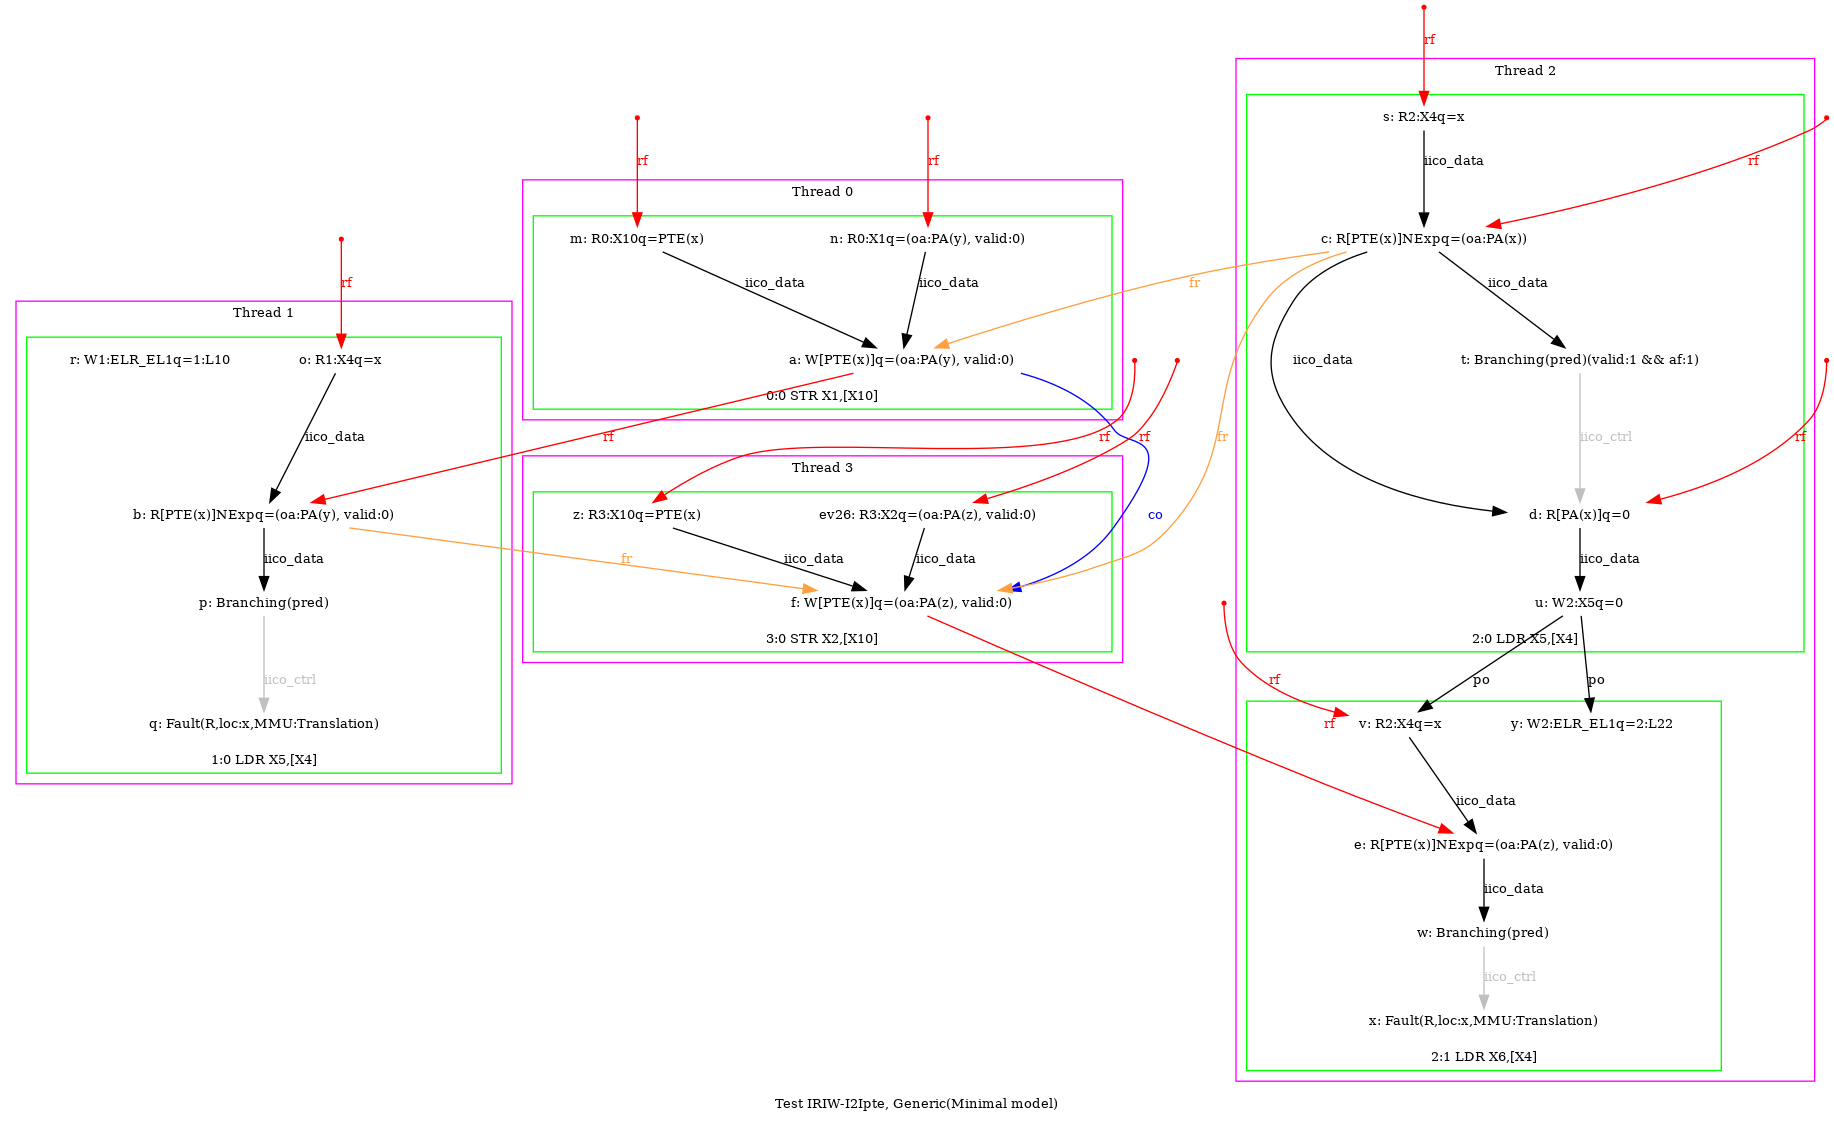 rf
Thread 2
s: R2:X4q=x
rf
rf
iico_data
rf
rf
Thread 0
m: R0:X10q=PTE(x)
n: R0:X1q=(oa:PA(y), valid:0)
c: R[PTE(x)]NExpq=(oa:PA(x))
rf
iico_data
iico_data
fr
iico_data
Thread 1
r: W1:ELR_EL1q=1:L10
o: R1:X4q=x
a: W[PTE(x)]q=(oa:PA(y), valid:0)
iico_data
t: Branching(pred)(valid:1 && af:1)
0:0 STR X1,[X10]
iico_data
rf
rf
rf
fr
iico_ctrl
rf
Thread 3
b: R[PTE(x)]NExpq=(oa:PA(y), valid:0)
z: R3:X10q=PTE(x)
ev26: R3:X2q=(oa:PA(z), valid:0)
co
d: R[PA(x)]q=0
iico_data
fr
iico_data
iico_data
iico_data
p: Branching(pred)
f: W[PTE(x)]q=(oa:PA(z), valid:0)
u: W2:X5q=0
3:0 STR X2,[X10]
2:0 LDR X5,[X4]
iico_ctrl
rf
po
po
q: Fault(R,loc:x,MMU:Translation)
rf
v: R2:X4q=x
y: W2:ELR_EL1q=2:L22
1:0 LDR X5,[X4]
iico_data
e: R[PTE(x)]NExpq=(oa:PA(z), valid:0)
iico_data
w: Branching(pred)
iico_ctrl
x: Fault(R,loc:x,MMU:Translation)
2:1 LDR X6,[X4]
Test IRIW-I2Ipte, Generic(Minimal model)